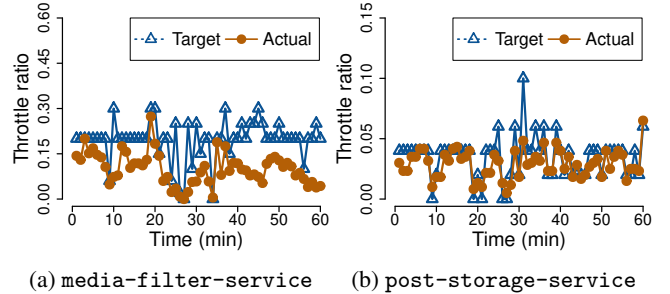 Target Actual
Throttle ratio
0.00 0.15 0.30 0.45 0.60
0 10 20 30 40 50 60
Time (min)
(a) media-filter-service
Target Actual
Throttle ratio
0.00 0.05 0.10 0.15
0 10 20 30 40 50 60
Time (min)
(b) post-storage-service